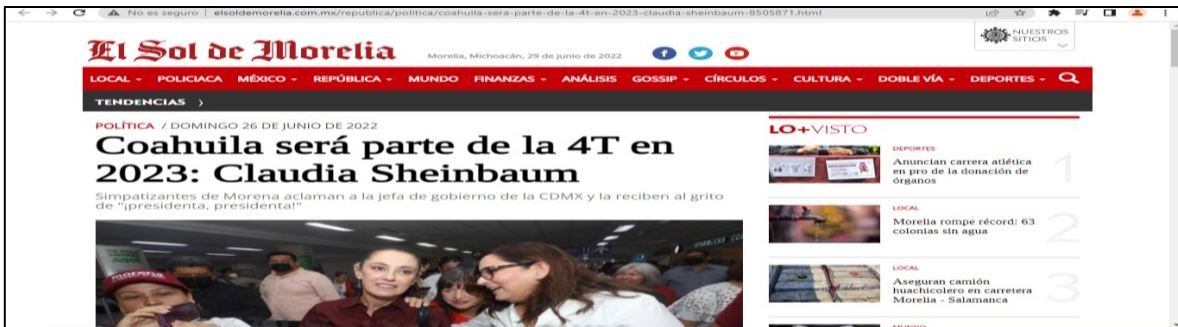 No es seguro | elsoldemorelia.com.mx/republica/politica/coahuila-sera-parte-de-la-4t-en-2023-claudia-sheinbaum-8505871.html
NUESTROS
SITIOS
El Sol de Morelia
Morelia, Michoacán, 29 de junio de 2022
LOCAL POLICIACA MÉXICO REPÚBLICA MUNDO FINANZAS ANÁLISIS GOSSIP CÍRCULOS CULTURA DOBLE VÍA DEPORTES
TENDENCIAS
POLÍTICA / DOMINGO 26 DE JUNIO DE 2022
Coahuila será parte de la 4T en
2023: Claudia Sheinbaum
Simpatizantes de Morena aclaman a la jefa de gobierno de la CDMX y la reciben al grito
de "¡presidenta, presidenta!"
morena
LO+VISTO
DEPORTES
Anuncian carrera atlética
en pro de la donación de
órganos
1
LOCAL
Morelia rompe récord: 63
colonias sin agua
2
LOCAL
Aseguran camión
huachicolero en carretera
Morelia - Salamanca
3
MUNDO